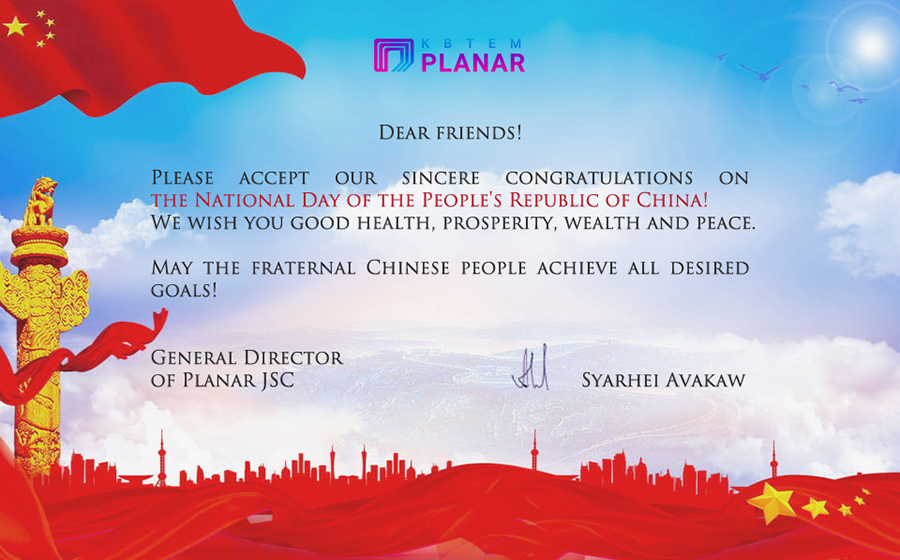 KBTEM
PLANAR
DEAR FRIENDS!
PLEASE ACCEPT OUR SINCERE CONGRATULATIONS ON
THE NATIONAL DAY OF THE PEOPLE'S REPUBLIC OF CHINA!
WE WISH YOU GOOD HEALTH, PROSPERITY, WEALTH AND PEACE.
MAY THE FRATERNAL CHINESE PEOPLE ACHIEVE ALL DESIRED
GOALS!
GENERAL DIRECTOR
OF PLANAR JSC
SYARHEI AVAKAW